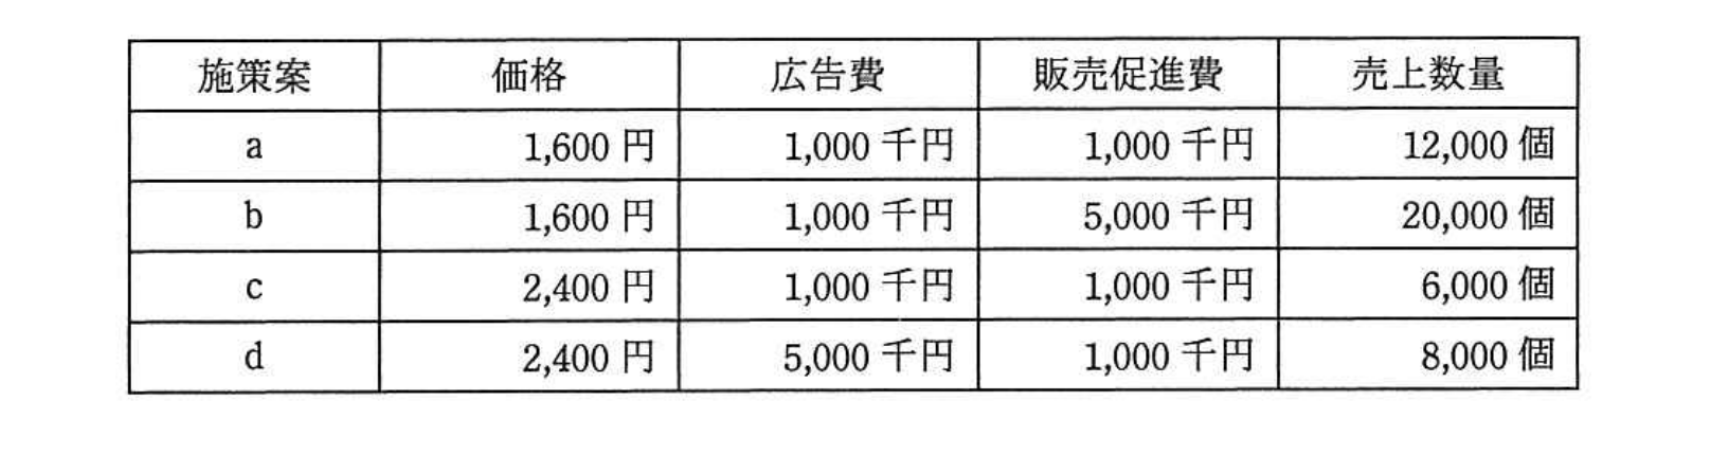 施策案 価格 広告費 販売促進費 売上数量
a 1,600 円 1,000 千円 1,000 千円 12,000 個
b 1,600 円 1,000 千円 5,000 千円 20,000 個
c 2,400 円 1,000 千円 1,000 千円 6,000 個
d 2,400 円 5,000 千円 1,000 千円 8,000 個